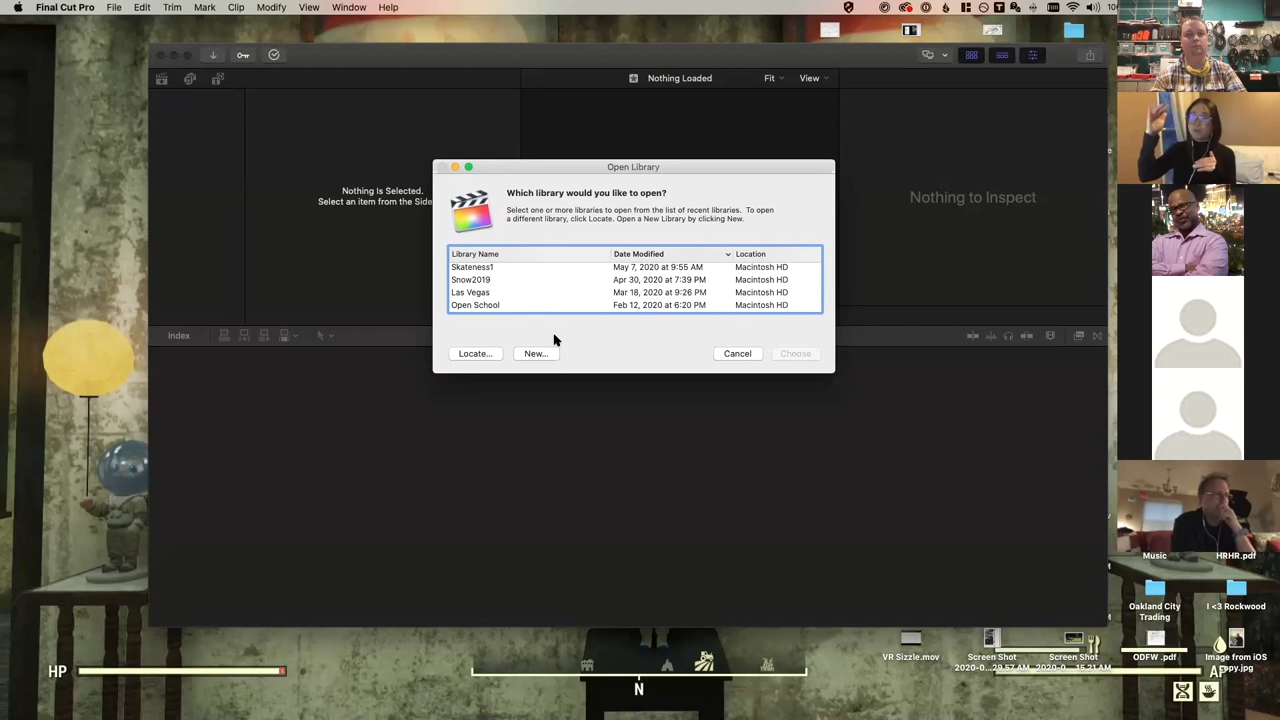 Final Cut Pro File Edit Trim Mark Clip Modify View Window Help
Nothing Loaded Fit View
Open Library
Which library would you like to open?
Select one or more libraries to open from the list of recent libraries. To open
a different library, click Locate. Open a New Library by clicking New.
Nothing Is Selected.
Select an item from the Side
Nothing to Inspect
Library Name Date Modified Location
Skateness1 May 7, 2020 at 9:55 AM Macintosh HD
Snow2019 Apr 30, 2020 at 7:39 PM Macintosh HD
Las Vegas Mar 18, 2020 at 9:26 PM Macintosh HD
Open School Feb 12, 2020 at 6:20 PM Macintosh HD
Index
Locate... New... Cancel Choose
Music HRHR.pdf
Oakland City
Trading
I <3 Rockwood
VR Sizzle.mov
Screen Shot
Screen Shot
ODFW .pdf
Image from iOS
HP
N